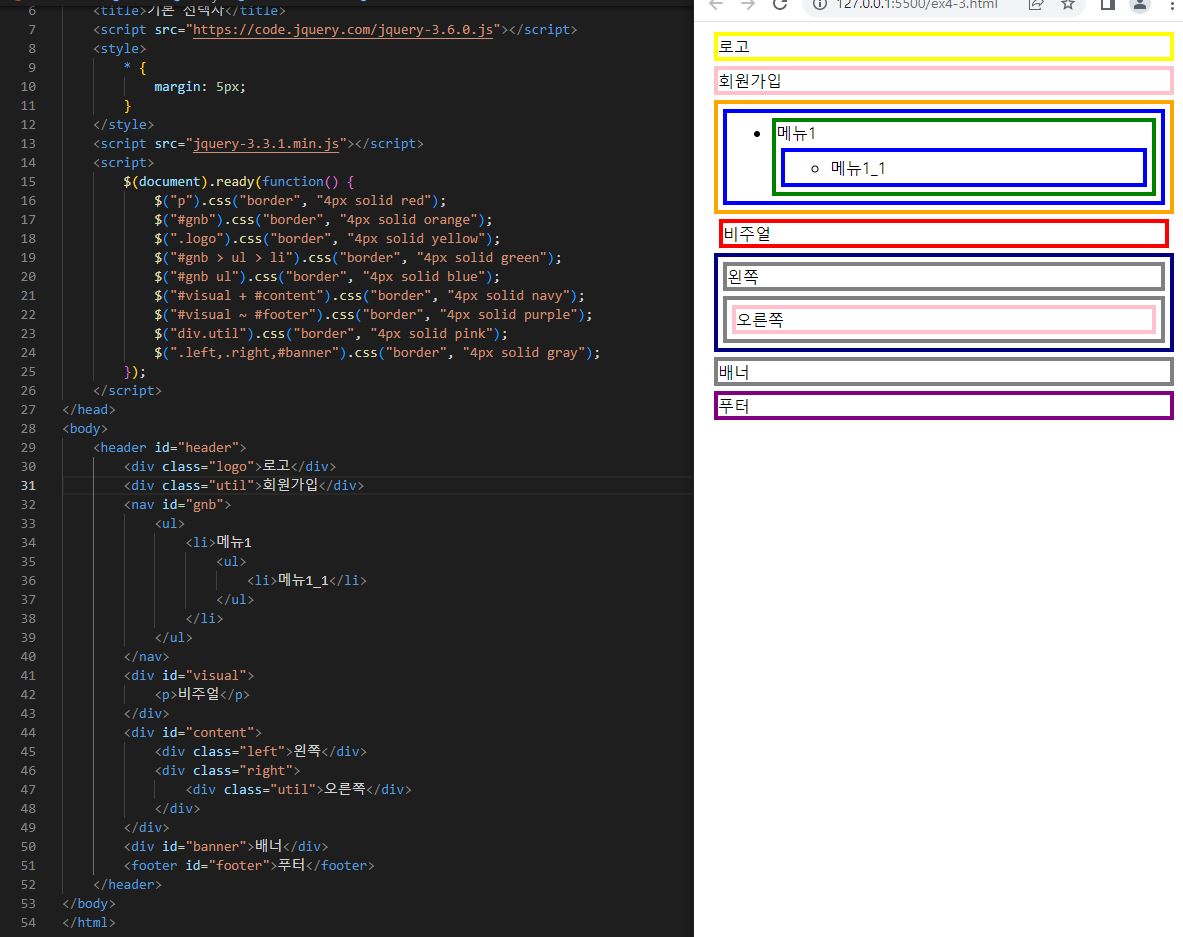 6 <title>기본 선택자</title>
7 <script src="https://code.jquery.com/jquery-3.6.0.js"></script>
8 <style>
9 * {
10 margin: 5px;
11 }
12 </style>
13 <script src="jquery-3.3.1.min.js"></script>
14 <script>
15 $(document).ready(function() {
16 $("p").css("border", "4px solid red");
17 $("#gnb").css("border", "4px solid orange");
18 $(".logo").css("border", "4px solid yellow");
19 $("#gnb > ul > li").css("border", "4px solid green");
20 $("#gnb ul").css("border", "4px solid blue");
21 $("#visual + #content").css("border", "4px solid navy");
22 $("#visual ~ #footer").css("border", "4px solid purple");
23 $("div.util").css("border", "4px solid pink");
24 $(".left,.right,#banner").css("border", "4px solid gray");
25 });
26 </script>
27 </head>
28 <body>
29 <header id="header">
30 <div class="logo">로고</div>
31 <div class="util">회원가입</div>
32 <nav id="gnb">
33 <ul>
34 <li>메뉴1
35 <ul>
36 <li>메뉴1_1</li>
37 </ul>
38 </li>
39 </ul>
40 </nav>
41 <div id="visual">
42 <p>비주얼</p>
43 </div>
44 <div id="content">
45 <div class="left">왼쪽</div>
46 <div class="right">
47 <div class="util">오른쪽</div>
48 </div>
49 </div>
50 <div id="banner">배너</div>
51 <footer id="footer">푸터</footer>
52 </header>
53 </body>
54 </html>
127.0.0.1:5500/ex4-3.html
로고
회원가입
메뉴1
메뉴1_1
비주얼
왼쪽
오른쪽
배너
푸터